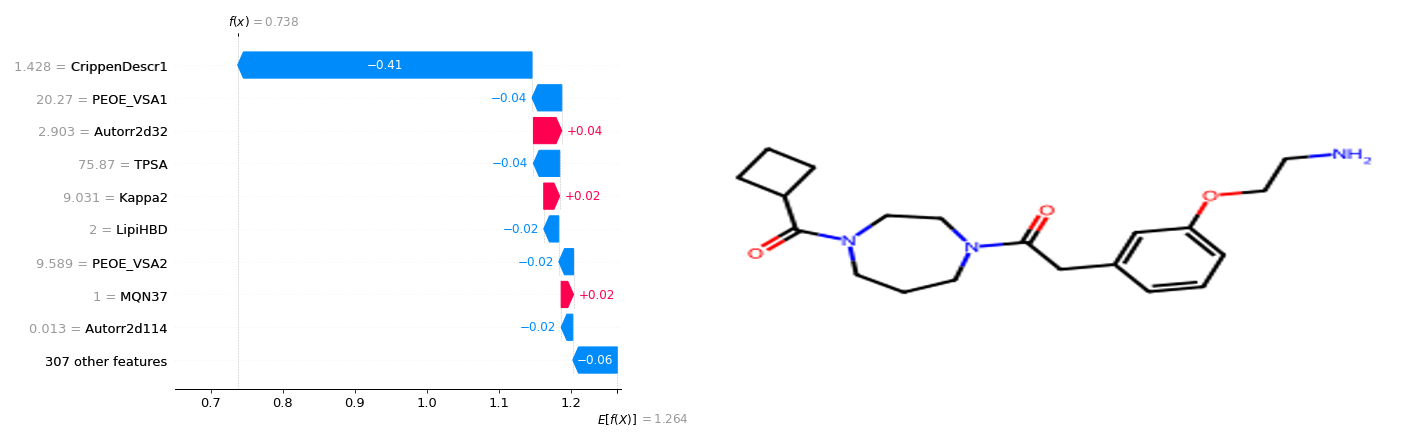 f(x) = 0.738
1.428 = CrippenDescr1
−0.41
20.27 = PEOE_VSA1
−0.04
2.903 = Autorr2d32
+0.04
75.87 = TPSA
−0.04
9.031 = Kappa2
+0.02
2 = LipiHBD
−0.02
9.589 = PEOE_VSA2
−0.02
1 = MQN37
+0.02
0.013 = Autorr2d114
−0.02
307 other features
−0.06
0.7 0.8 0.9 1.0 1.1 1.2
E[f(X)] = 1.264
NH2
O
O
N
N
O